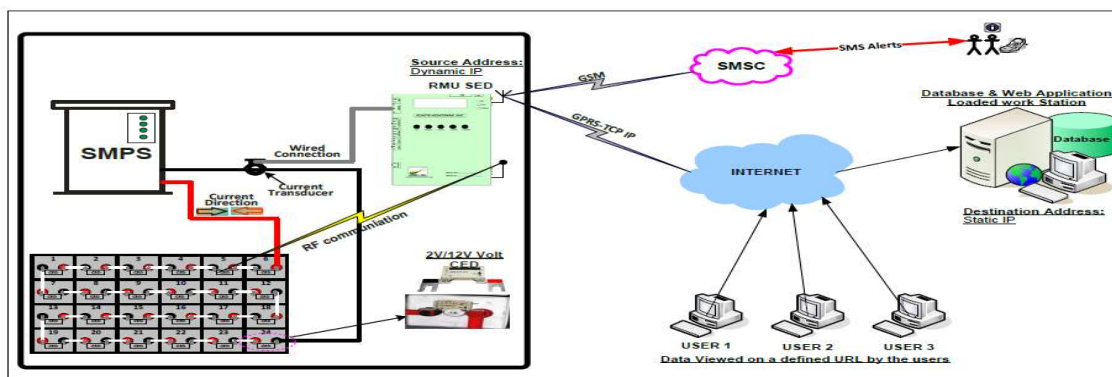 Source Address:
Dynamic IP
RMU SED
SMPS
Wired
Connection
Current
Transducer
Current
Direction
RF communiation
2V/12V Volt
CED
1 2 3 4 5 6
7 8 9 10 11 12
13 14 15 16 17 18
19 20 21 22 23 24
GSM
GPRS-TCP IP
SMSC
SMS Alerts
INTERNET
Database & Web Application
Loaded work Station
Database
Destination Address:
Static IP
USER 1 USER 2 USER 3
Data Viewed on a defined URL by the users